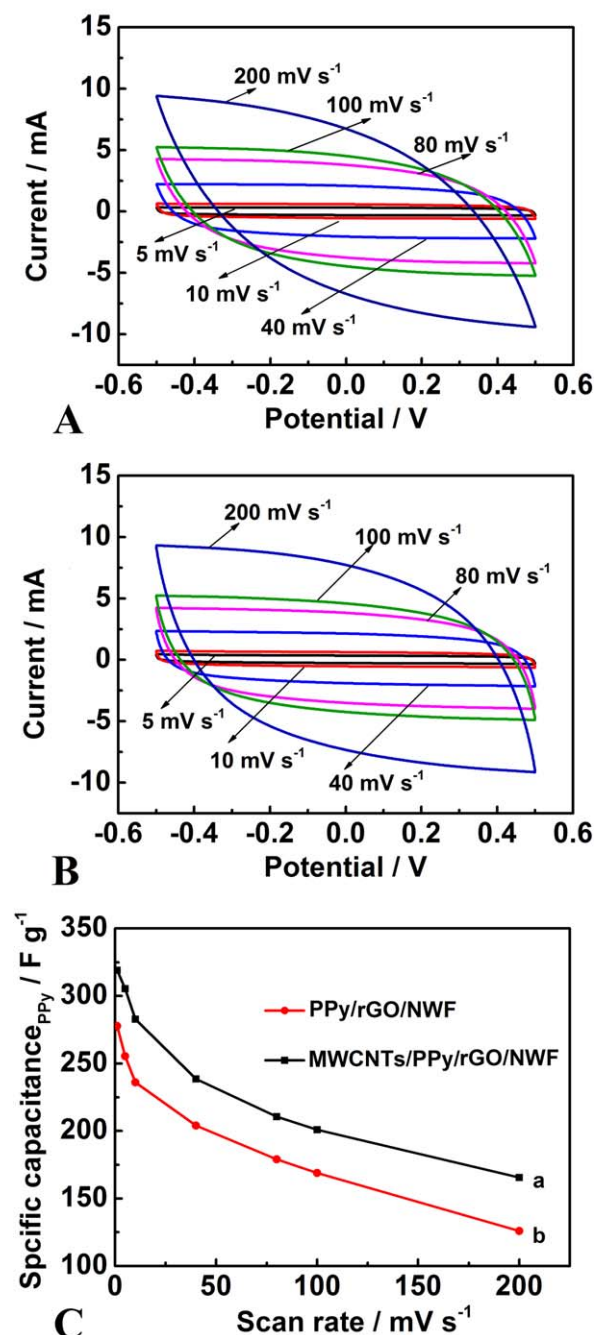 15
10
5
0
-5
-10
Current / mA
200 mV s⁻¹
100 mV s⁻¹
80 mV s⁻¹
5 mV s⁻¹
10 mV s⁻¹
40 mV s⁻¹
-0.6 -0.4 -0.2 0.0 0.2 0.4 0.6
Potential / V
A
15
10
5
0
-5
-10
Current / mA
200 mV s⁻¹
100 mV s⁻¹
80 mV s⁻¹
5 mV s⁻¹
10 mV s⁻¹
40 mV s⁻¹
-0.6 -0.4 -0.2 0.0 0.2 0.4 0.6
Potential / V
B
350
300
250
200
150
100
Spcific capacitancePPy / F g⁻¹
PPy/rGO/NWF
MWCNTs/PPy/rGO/NWF
a
b
0 50 100 150 200
Scan rate / mV s⁻¹
C